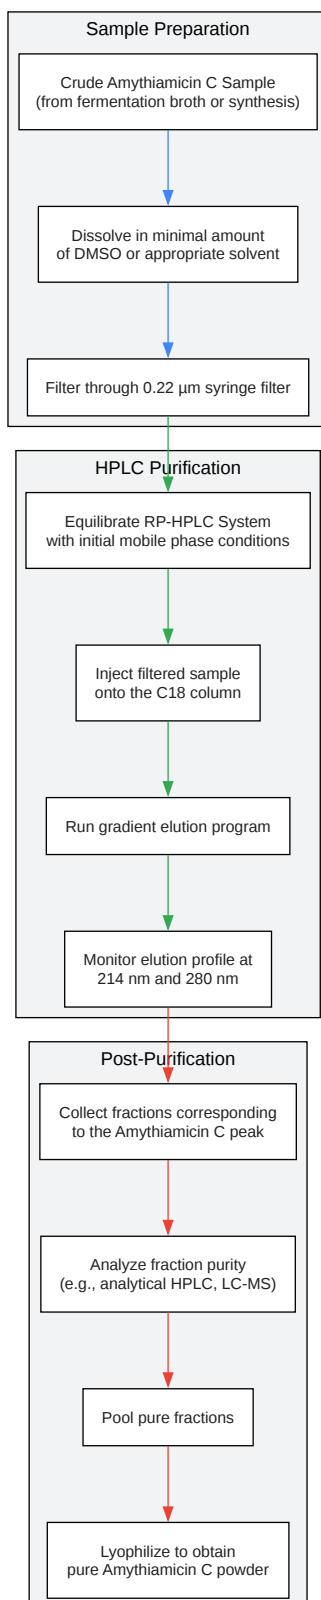 Sample Preparation
Crude Amythiamicin C Sample
(from fermentation broth or synthesis)
Dissolve in minimal amount
of DMSO or appropriate solvent
Filter through 0.22 µm syringe filter
HPLC Purification
Equilibrate RP-HPLC System
with initial mobile phase conditions
Inject filtered sample
onto the C18 column
Run gradient elution program
Monitor elution profile at
214 nm and 280 nm
Post-Purification
Collect fractions corresponding
to the Amythiamicin C peak
Analyze fraction purity
(e.g., analytical HPLC, LC-MS)
Pool pure fractions
Lyophilize to obtain
pure Amythiamicin C powder